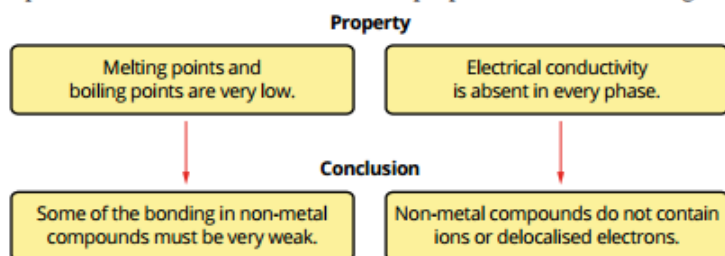 Property
Melting points and
boiling points are very low.
Electrical conductivity
is absent in every phase.
Conclusion
Some of the bonding in non-metal
compounds must be very weak.
Non-metal compounds do not contain
ions or delocalised electrons.